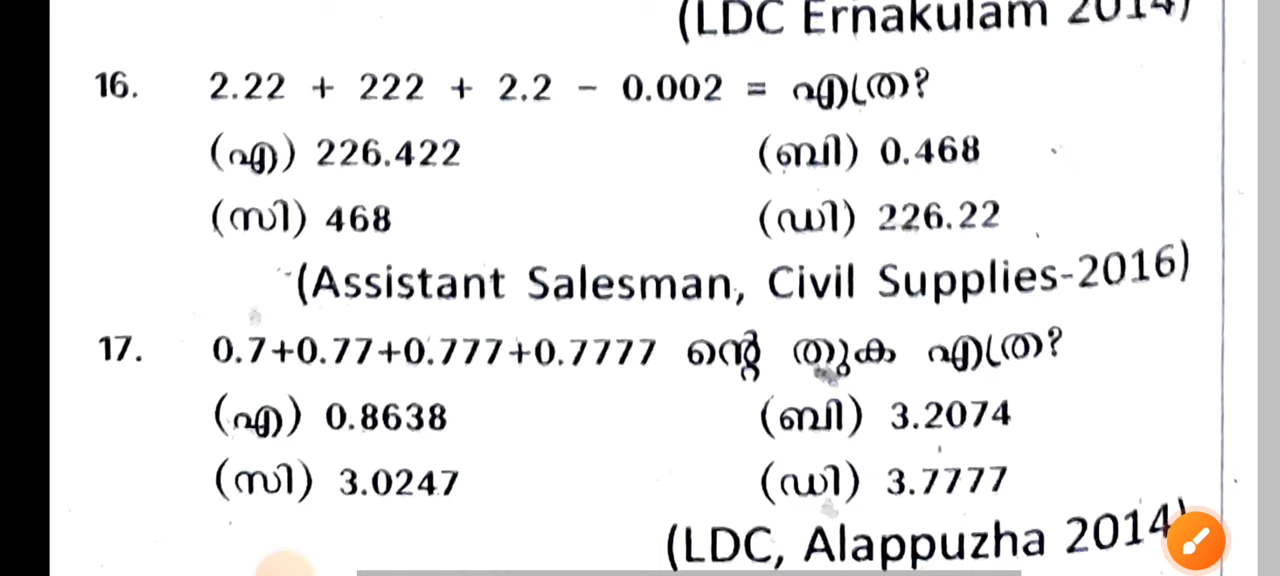 (LDC Ernakulam 2014)
16. 2.22 + 222 + 2.2 - 0.002 = എത്ര?
(എ) 226.422 (ബി) 0.468
(സി) 468 (ഡി) 226.22
(Assistant Salesman, Civil Supplies-2016)
17. 0.7+0.77+0.777+0.7777 ന്റെ തുക എത്ര?
(എ) 0.8638 (ബി) 3.2074
(സി) 3.0247 (ഡി) 3.7777
(LDC, Alappuzha 2014)